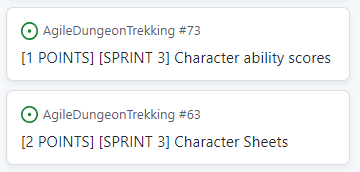 AgileDungeonTrekking #73
[1 POINTS] [SPRINT 3] Character ability scores
AgileDungeonTrekking #63
[2 POINTS] [SPRINT 3] Character Sheets